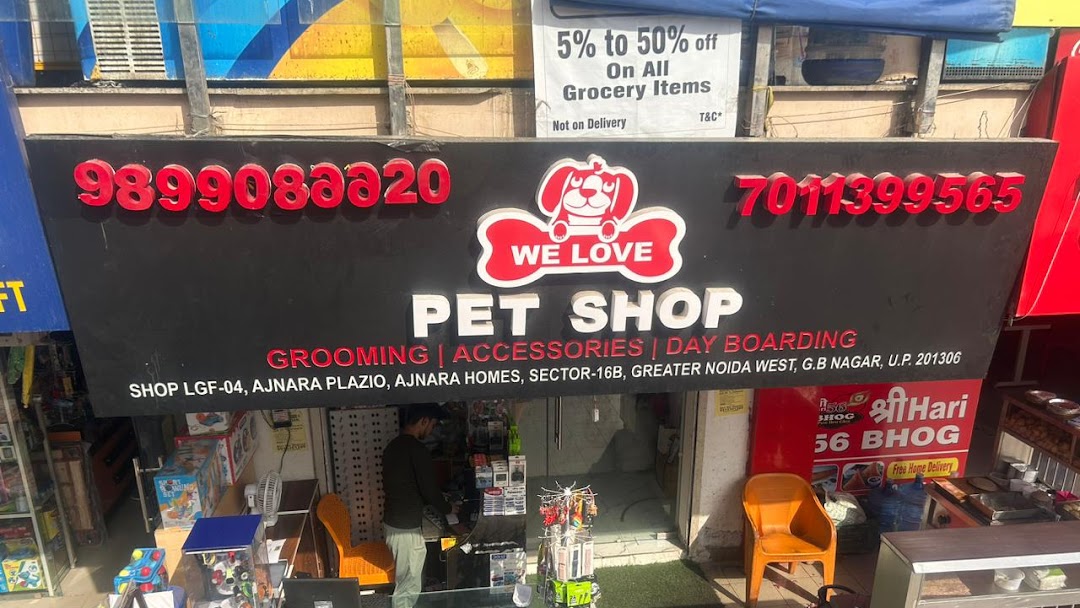 5% to 50% off
On All
Grocery Items
Not on Delivery T&C*
9899088820
7011399565
WE LOVE
PET SHOP
GROOMING | ACCESSORIES | DAY BOARDING
SHOP LGF-04, AJNARA PLAZIO, AJNARA HOMES, SECTOR-16B, GREATER NOIDA WEST, G.B NAGAR, U.P. 201306
FT
56
BHOG
श्री Hari
56 BHOG
Free Home Delivery